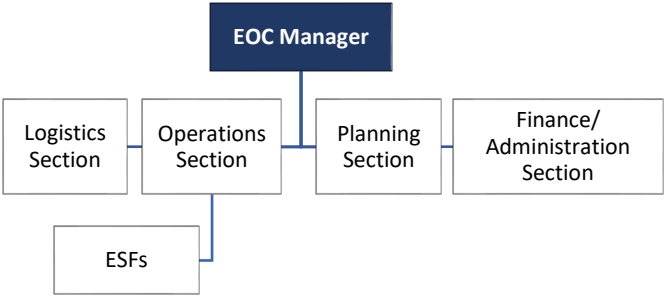 EOC Manager
Logistics
Section
Operations
Section
Planning
Section
Finance/
Administration
Section
ESFs